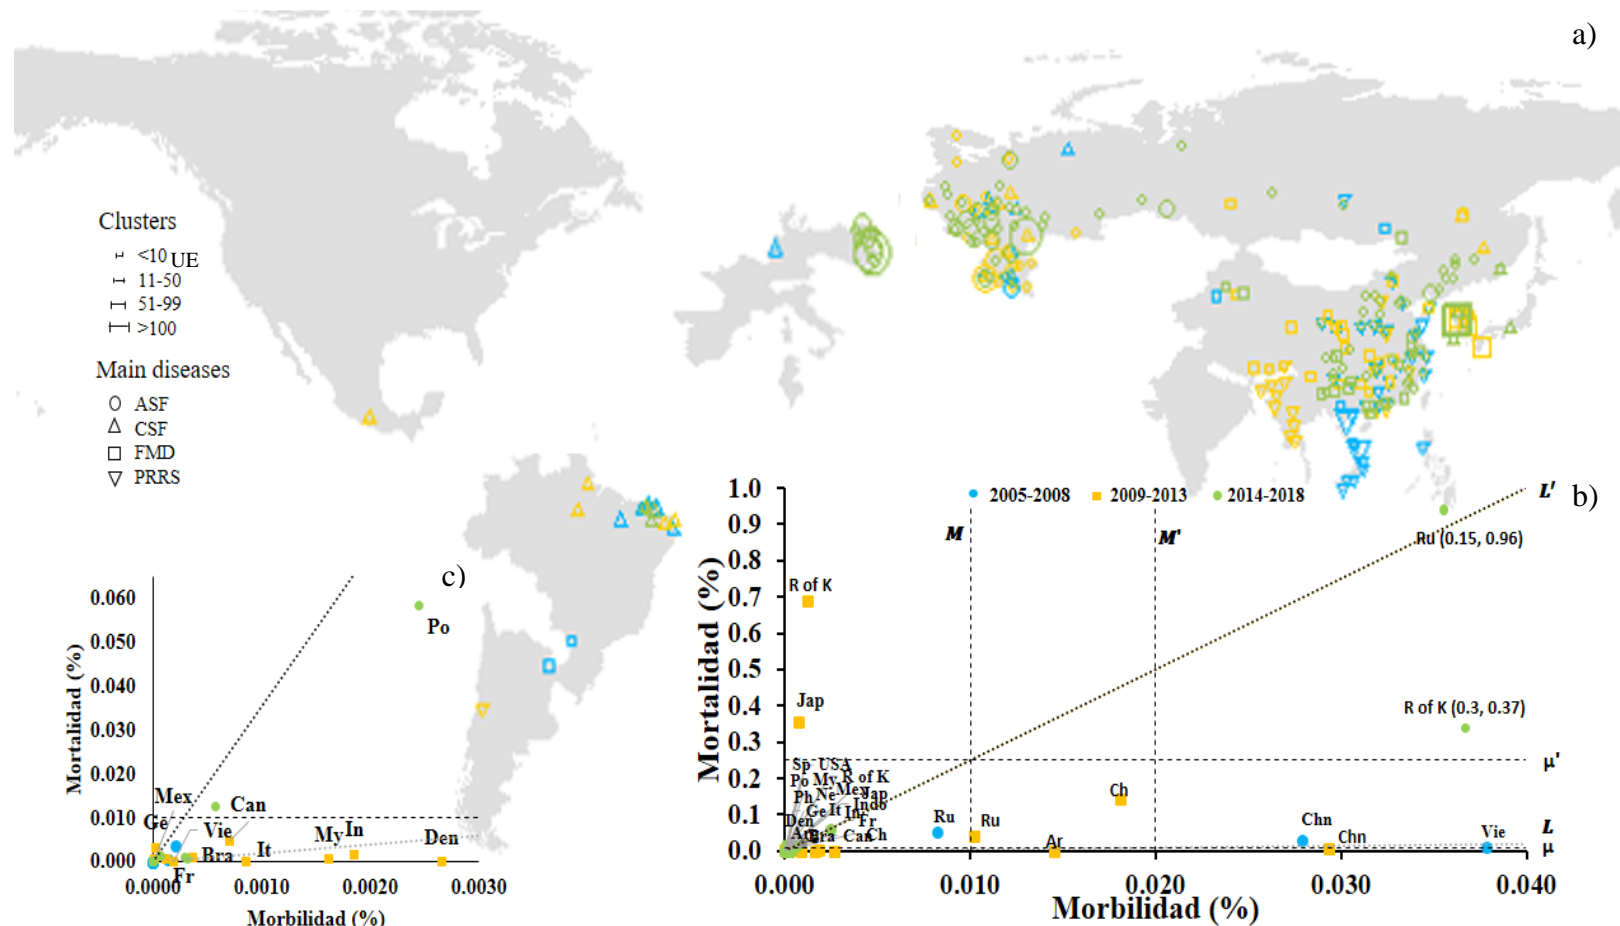 a)
Clusters
<10 UE
11-50
51-99
>100
Main diseases
ASF
CSF
FMD
PRRS
b)
Mortalidad (%)
1.0
0.9
0.8
0.7
0.6
0.5
0.4
0.3
0.2
0.1
0.0
2005-2008
2009-2013
2014-2018
M
M'
L'
Ru (0.15, 0.96)
R of K
Jap
R of K (0.3, 0.37)
μ'
Sp USA
Po My R of K
Ph Ne Mex Jap
Ge It In Indo
Den Fr
Bra Can Ch
Ru
Ru
Ar
Ch
Chn
Chn
Vie
L
μ
0.000
0.010
0.020
0.030
0.040
Morbilidad (%)
c)
Mortalidad (%)
0.060
0.050
0.040
0.030
0.020
0.010
0.000
Po
Mex
Can
Ge
Vie
My
In
Den
Bra
It
Fr
0.0000
0.0010
0.0020
0.0030
Morbilidad (%)